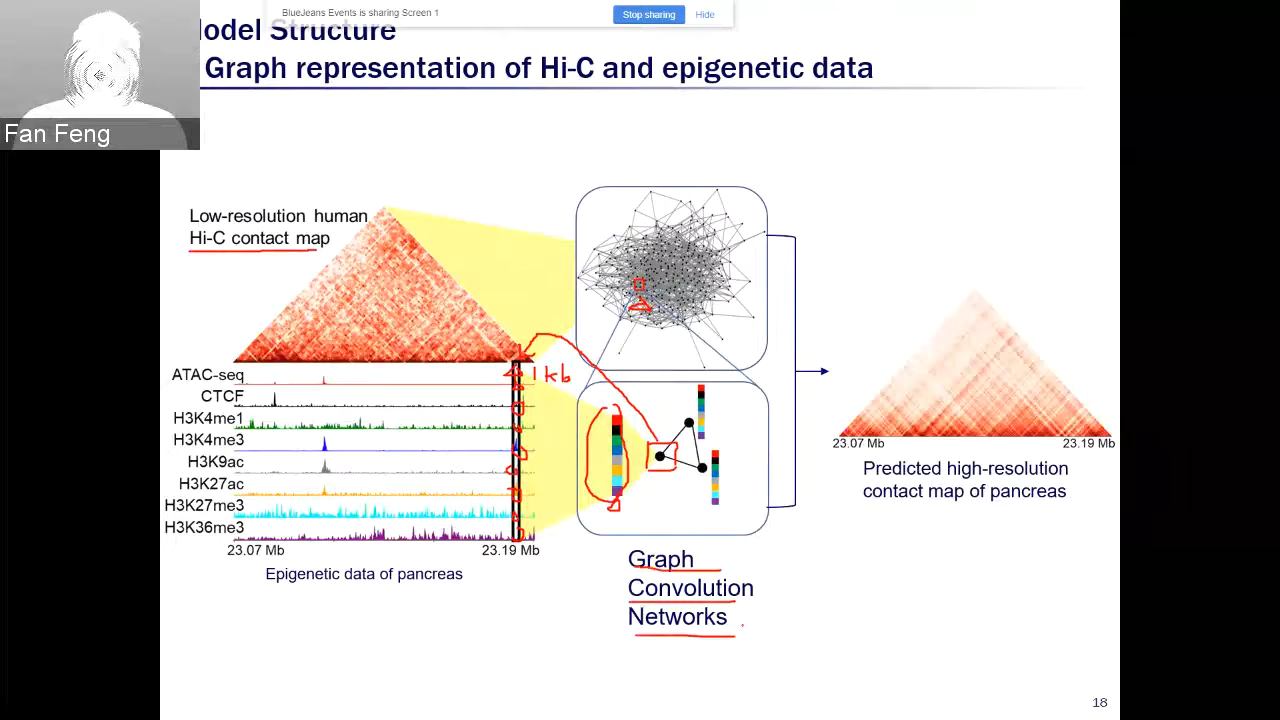 BlueJeans Events is sharing Screen 1
Stop sharing
Hide
odel Structure
Graph representation of Hi-C and epigenetic data
Fan Feng
Low-resolution human
Hi-C contact map
ATAC-seq
CTCF
H3K4me1
H3K4me3
H3K9ac
H3K27ac
H3K27me3
H3K36me3
1kb
23.07 Mb
23.19 Mb
Epigenetic data of pancreas
Graph
Convolution
Networks
23.07 Mb
23.19 Mb
Predicted high-resolution
contact map of pancreas
18